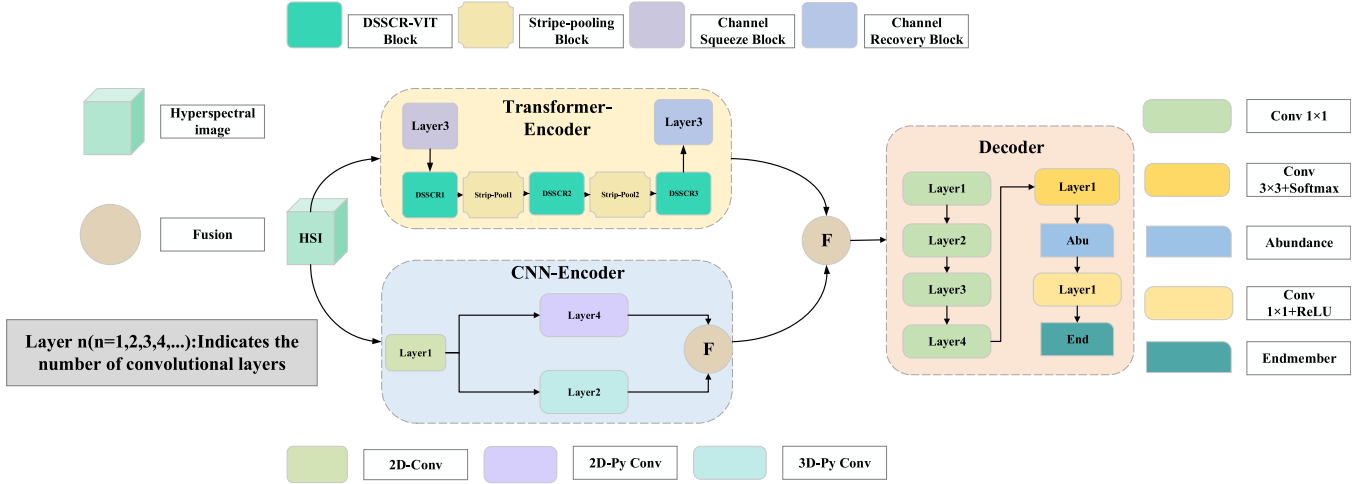 DSSCR-VIT
Block
Stripe-pooling
Block
Channel
Squeeze Block
Channel
Recovery Block
Hyperspectral
image
Fusion
HSI
Layer n(n=1,2,3,4,...):Indicates the
number of convolutional layers
Transformer-
Encoder
Layer3
Layer3
DSSCR1
Strip-Pool1
DSSCR2
Strip-Pool2
DSSCR3
CNN-Encoder
Layer1
Layer4
Layer2
F
F
Decoder
Layer1
Layer2
Layer3
Layer4
Layer1
Abu
Layer1
End
Conv 1×1
Conv
3×3+Softmax
Abundance
Conv
1×1+ReLU
Endmember
2D-Conv
2D-Py Conv
3D-Py Conv